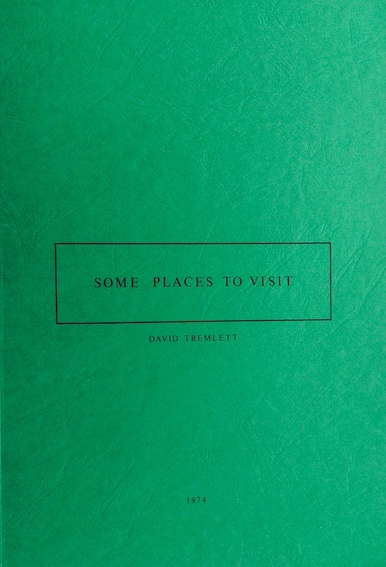 SOME PLACES TO VISIT
DAVID TREMLETT
1974